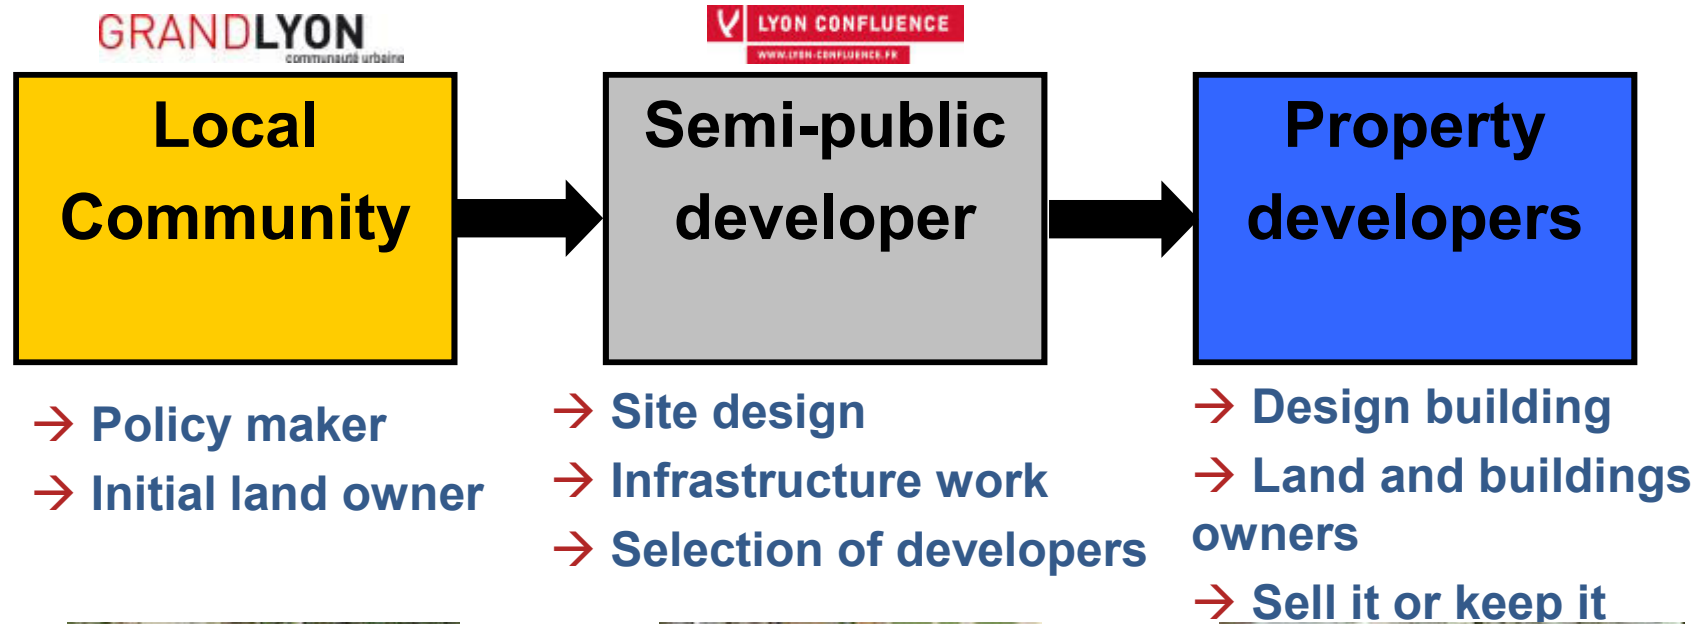 GRANDLYON
communauté urbaine
LYON CONFLUENCE
WWW.LYON-CONFLUENCE.FR
Local
Community
Semi-public
developer
Property
developers
→ Policy maker
→ Initial land owner
→ Site design
→ Infrastructure work
→ Selection of developers
→ Design building
→ Land and buildings
owners
→ Sell it or keep it